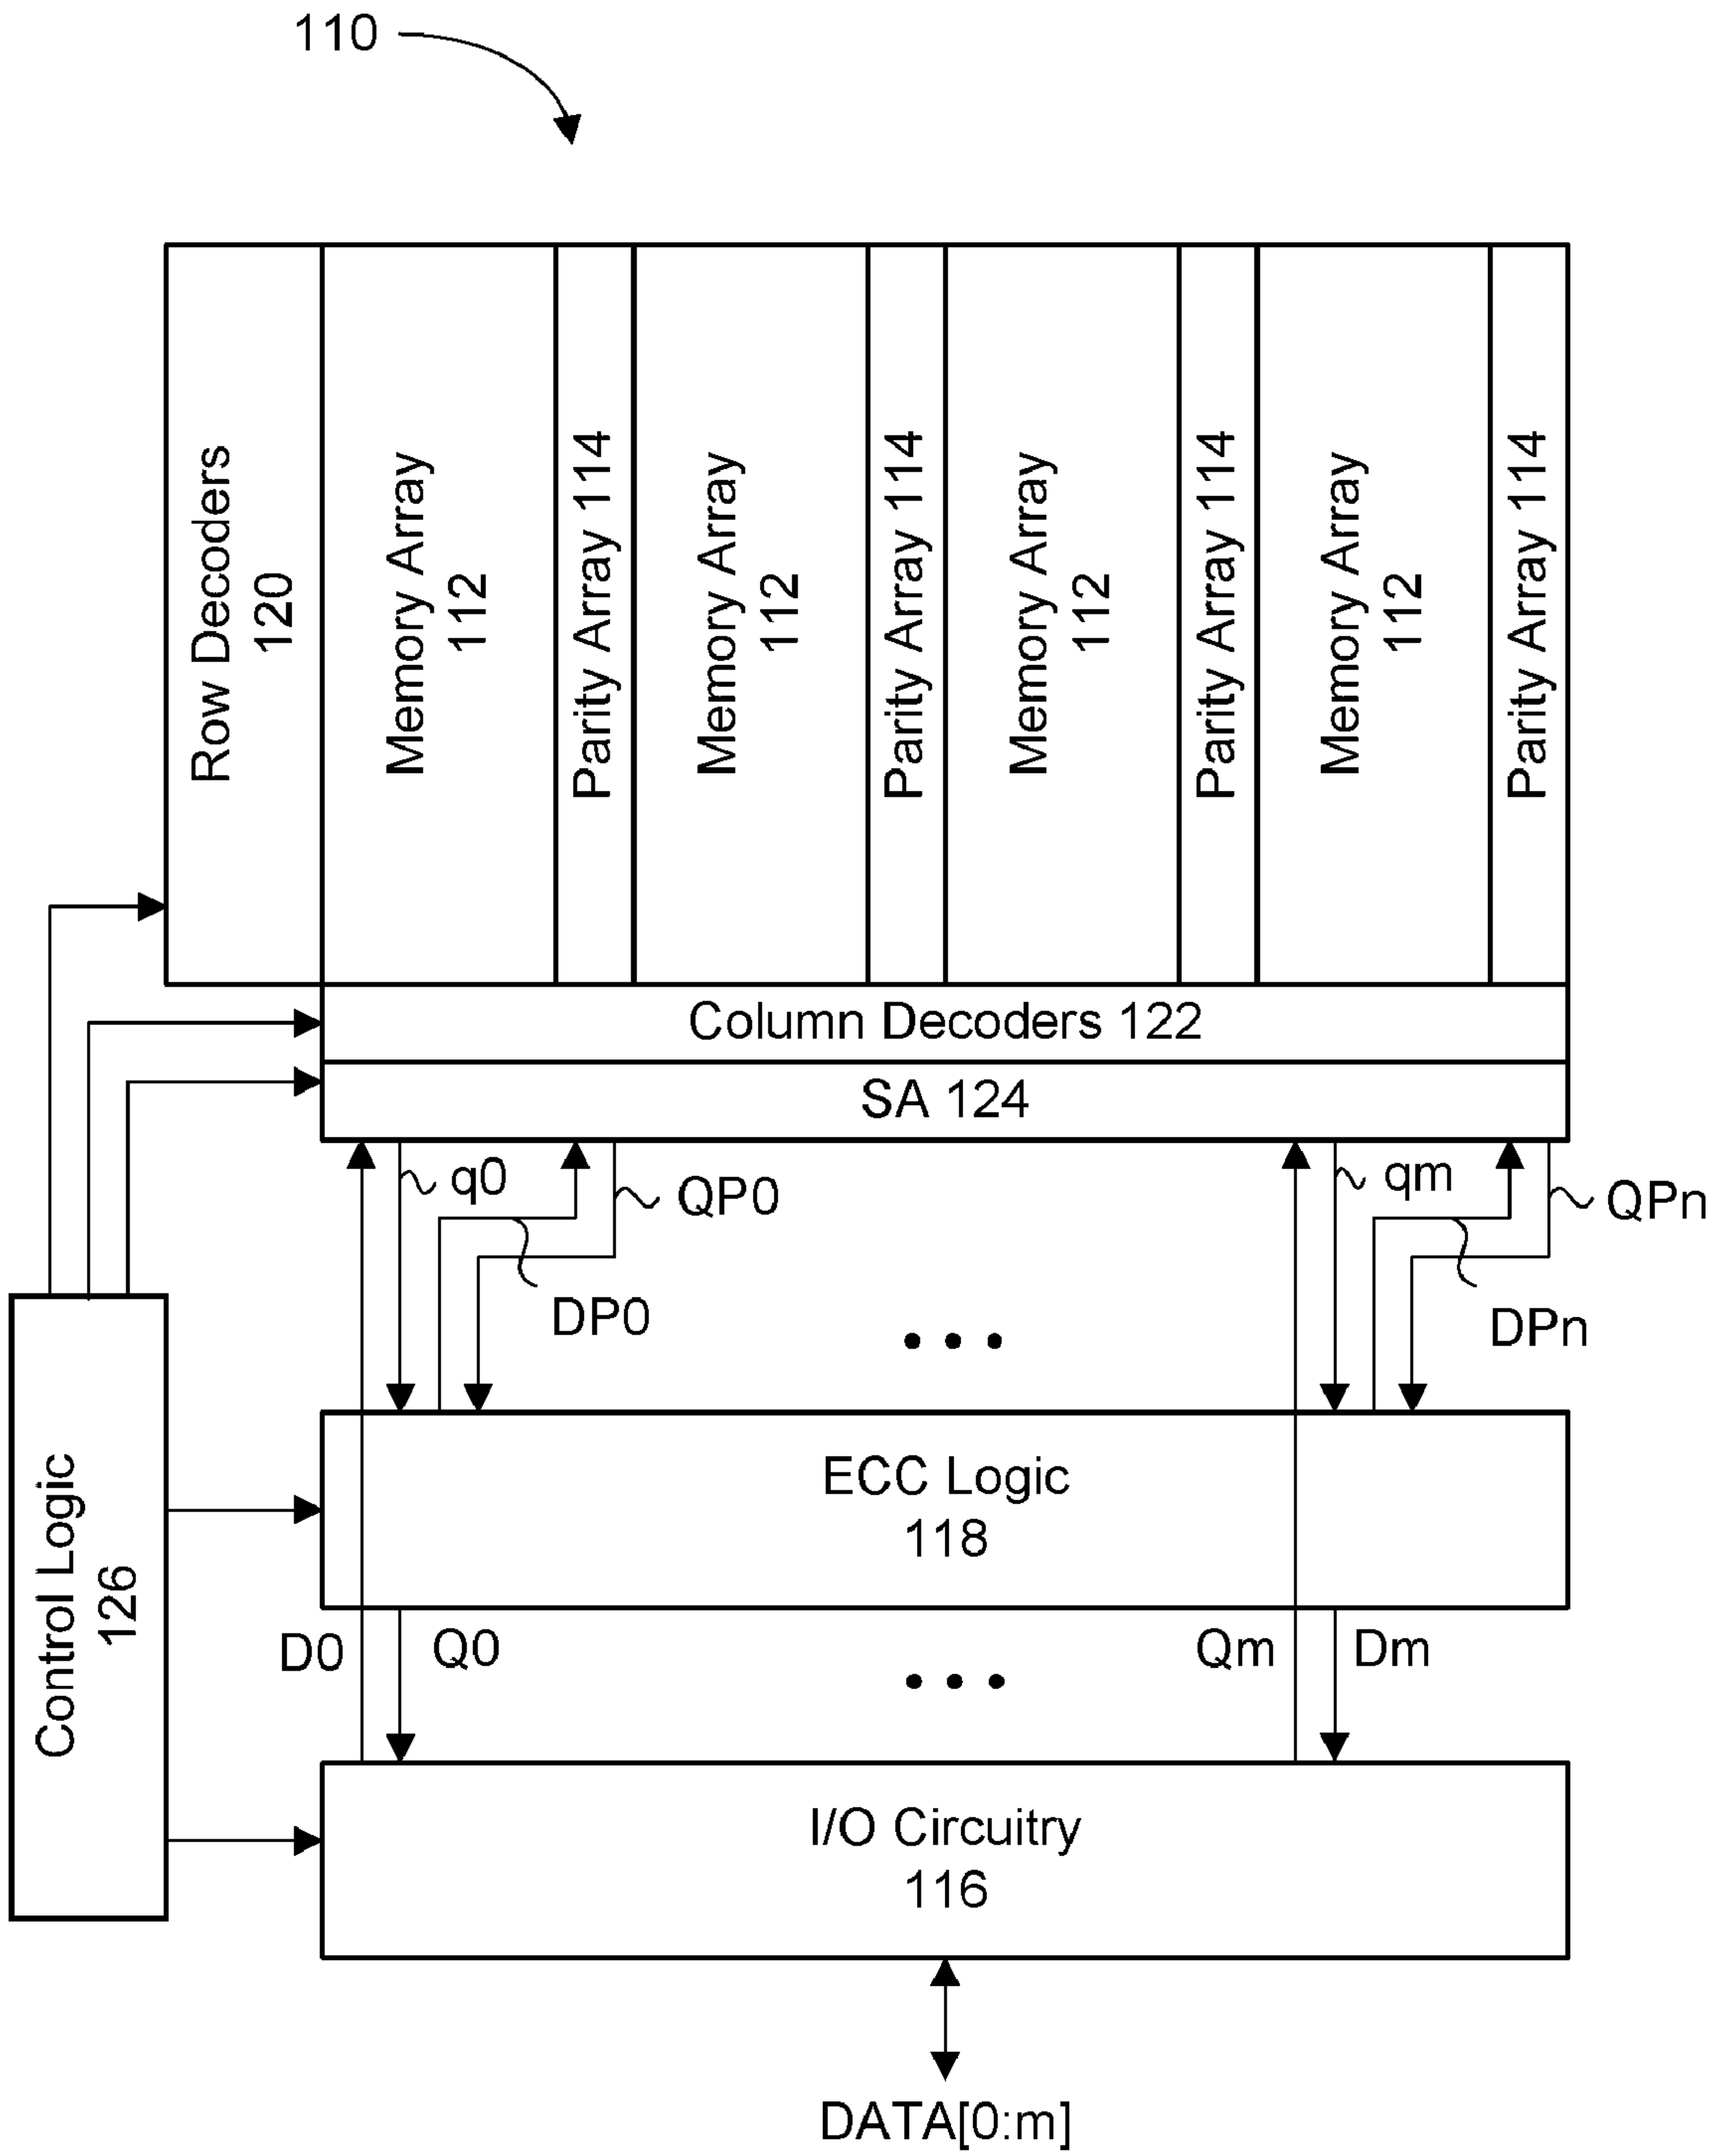 110
Row Decoders
120
Memory Array
112
Parity Array 114
Memory Array
112
Parity Array 114
Memory Array
112
Parity Array 114
Memory Array
112
Parity Array 114
Column Decoders 122
SA 124
q0
QP0
qm
QPn
DP0
DPn
...
Control Logic
126
ECC Logic
118
D0
Q0
Qm
Dm
...
I/O Circuitry
116
DATA[0:m]